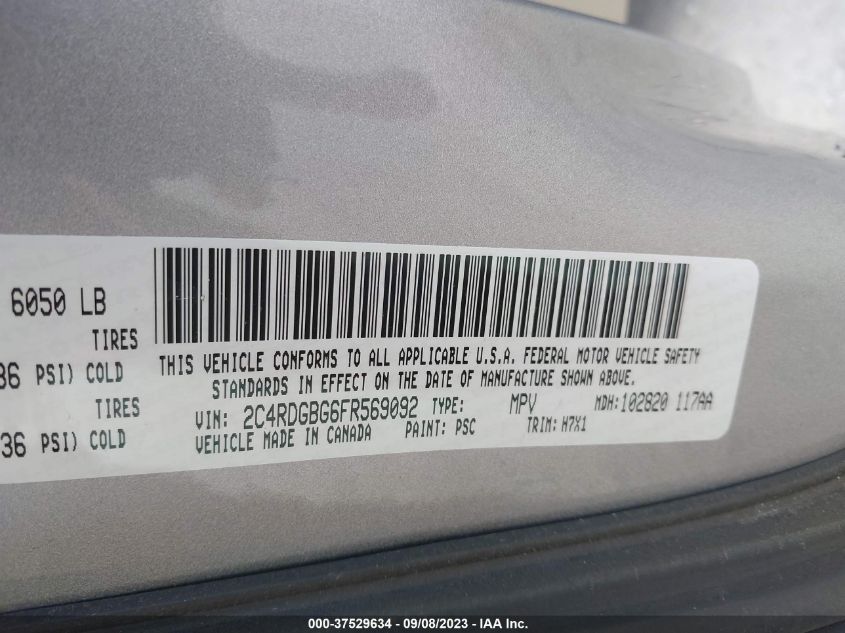 6050 LB
TIRES
36 PSI) COLD
TIRES
36 PSI) COLD
THIS VEHICLE CONFORMS TO ALL APPLICABLE U.S.A. FEDERAL MOTOR VEHICLE SAFETY
STANDARDS IN EFFECT ON THE DATE OF MANUFACTURE SHOWN ABOVE.
VIN: 2C4RDGBG6FR569092 TYPE: MPV MDH:102820 117AA
VEHICLE MADE IN CANADA PAINT: PSC TRIM: H7X1
000-37529634 - 09/08/2023 - IAA Inc.